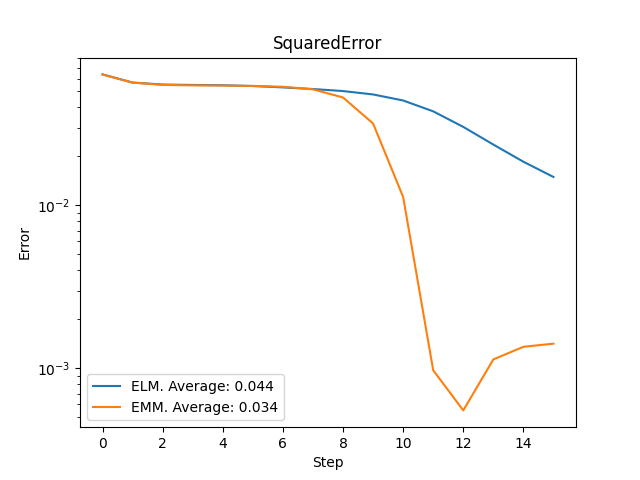 SquaredError
Error
10⁻²
10⁻³
ELM. Average: 0.044
EMM. Average: 0.034
0 2 4 6 8 10 12 14
Step